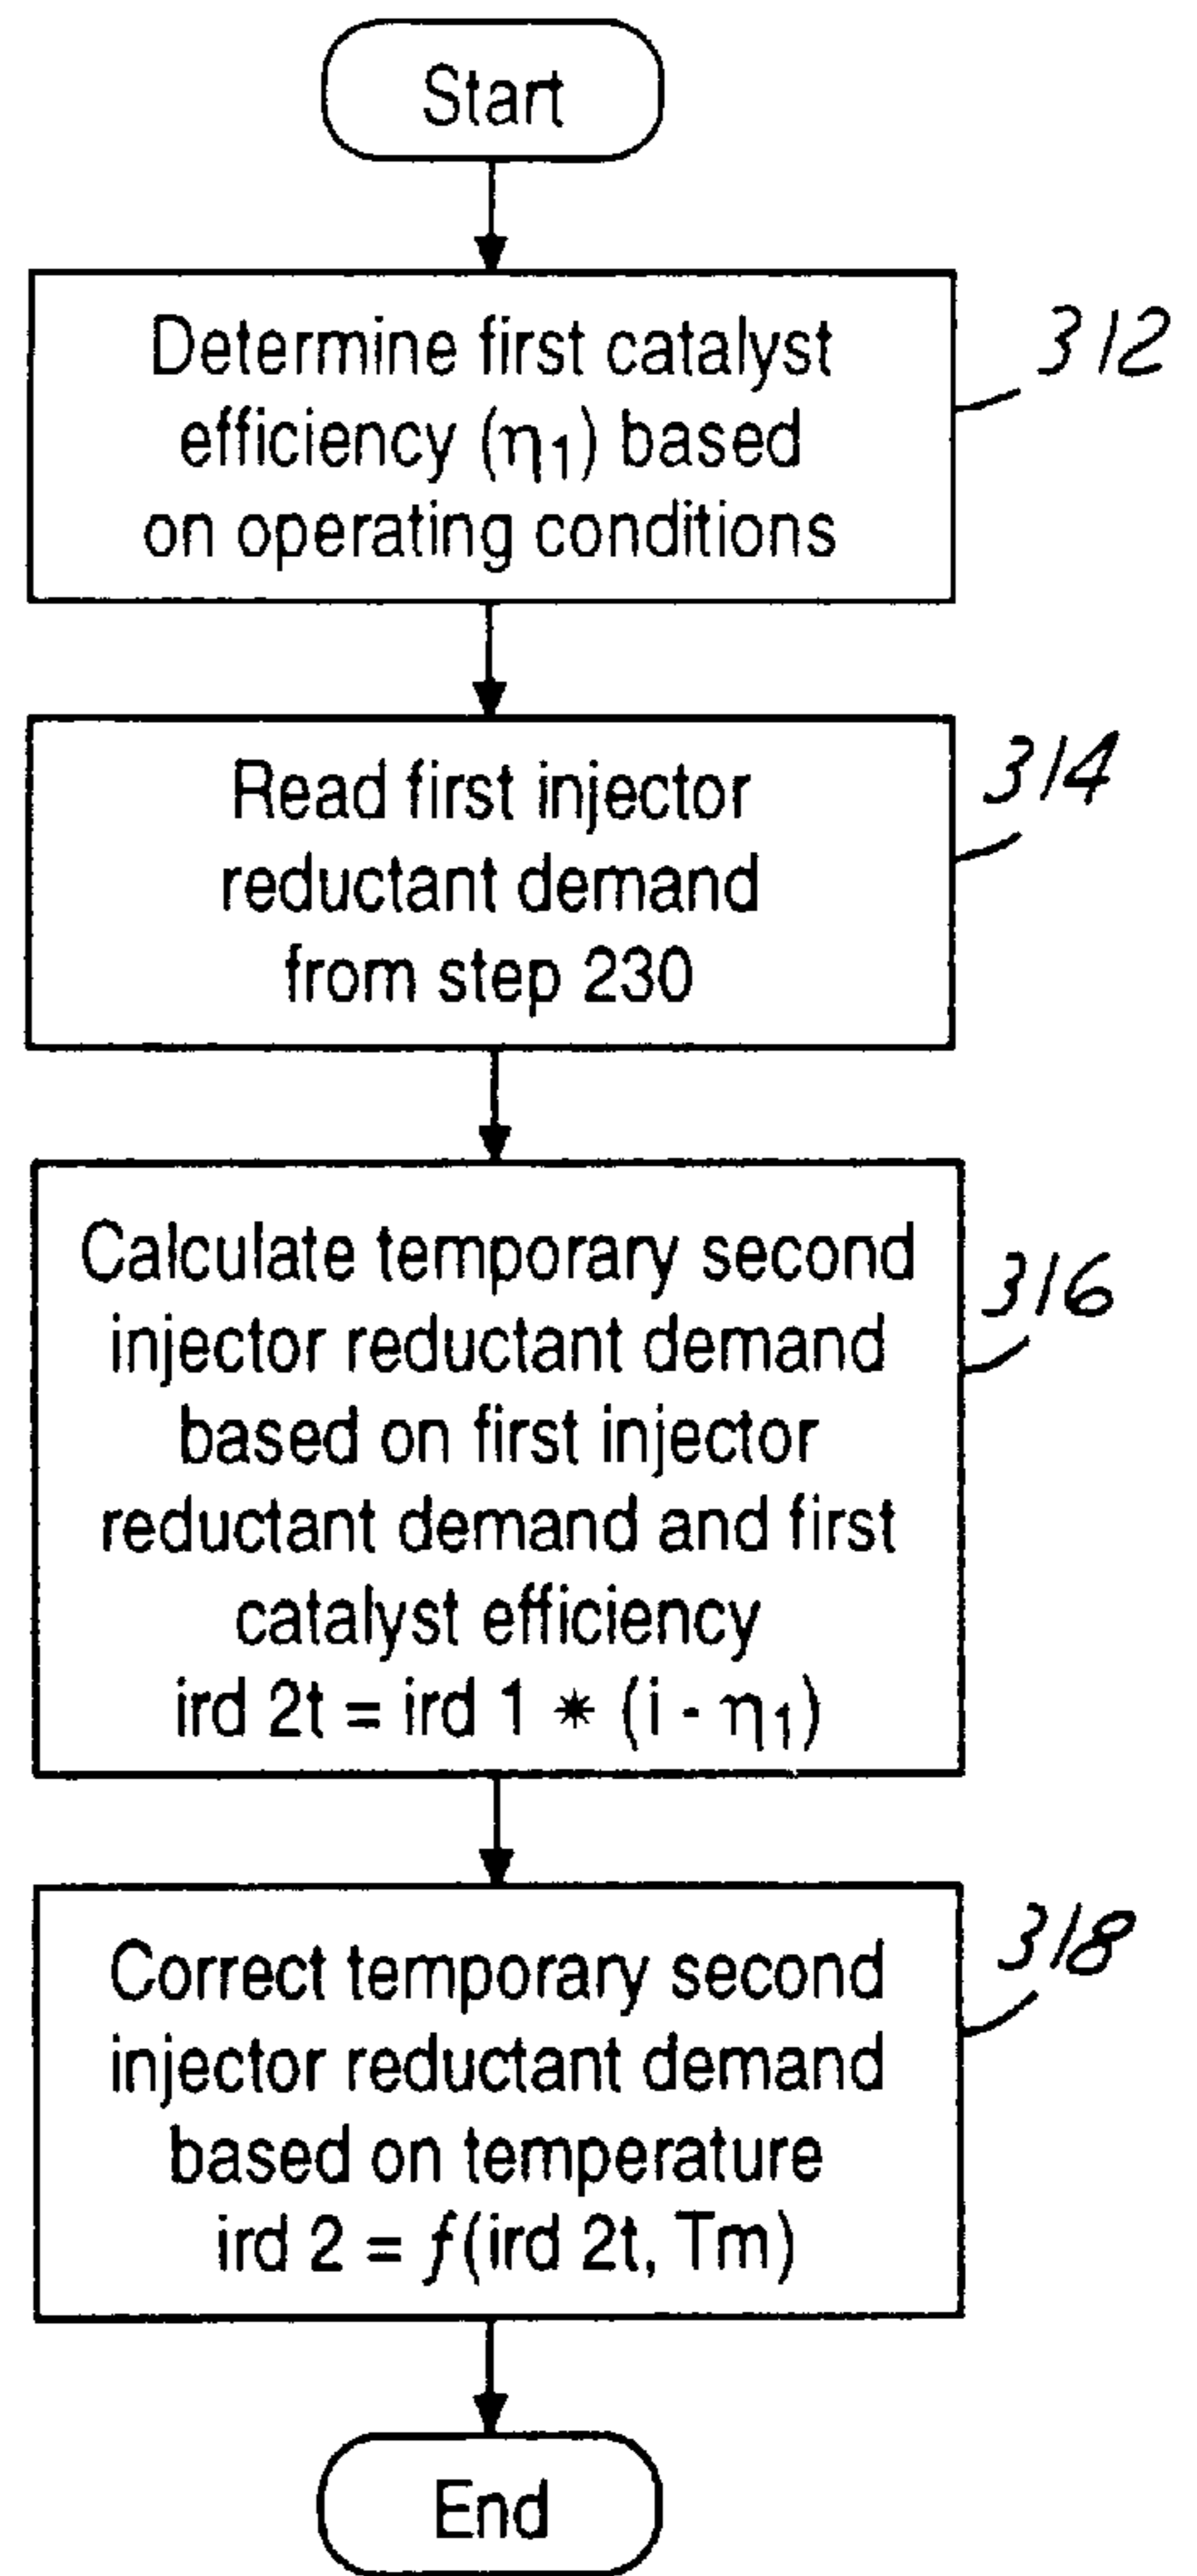 Start
Determine first catalyst
efficiency (η1) based
on operating conditions
312
Read first injector
reductant demand
from step 230
314
Calculate temporary second
injector reductant demand
based on first injector
reductant demand and first
catalyst efficiency
ird 2t = ird 1 * (i - η1)
316
Correct temporary second
injector reductant demand
based on temperature
ird 2 = f(ird 2t, Tm)
318
End